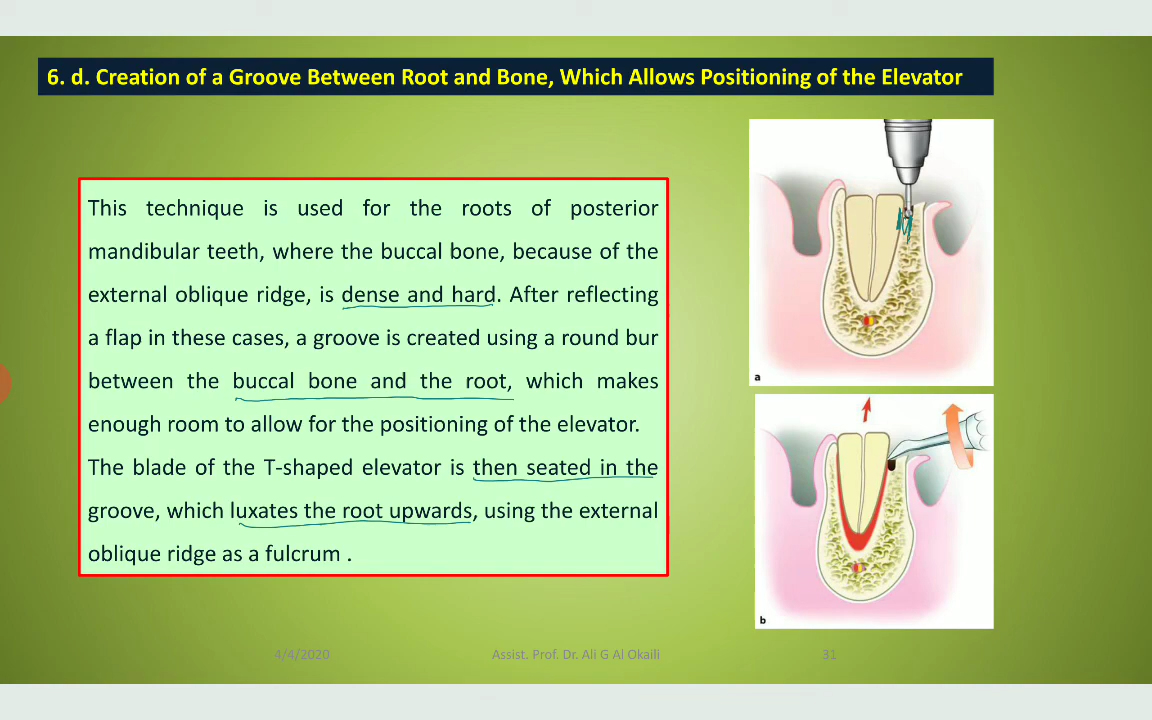 6. d. Creation of a Groove Between Root and Bone, Which Allows Positioning of the Elevator
This technique is used for the roots of posterior
mandibular teeth, where the buccal bone, because of the
external oblique ridge, is dense and hard. After reflecting
a flap in these cases, a groove is created using a round bur
between the buccal bone and the root, which makes
enough room to allow for the positioning of the elevator.
The blade of the T-shaped elevator is then seated in the
groove, which luxates the root upwards, using the external
oblique ridge as a fulcrum .
a
b
4/4/2020
Assist. Prof. Dr. Ali G Al Okaili
31